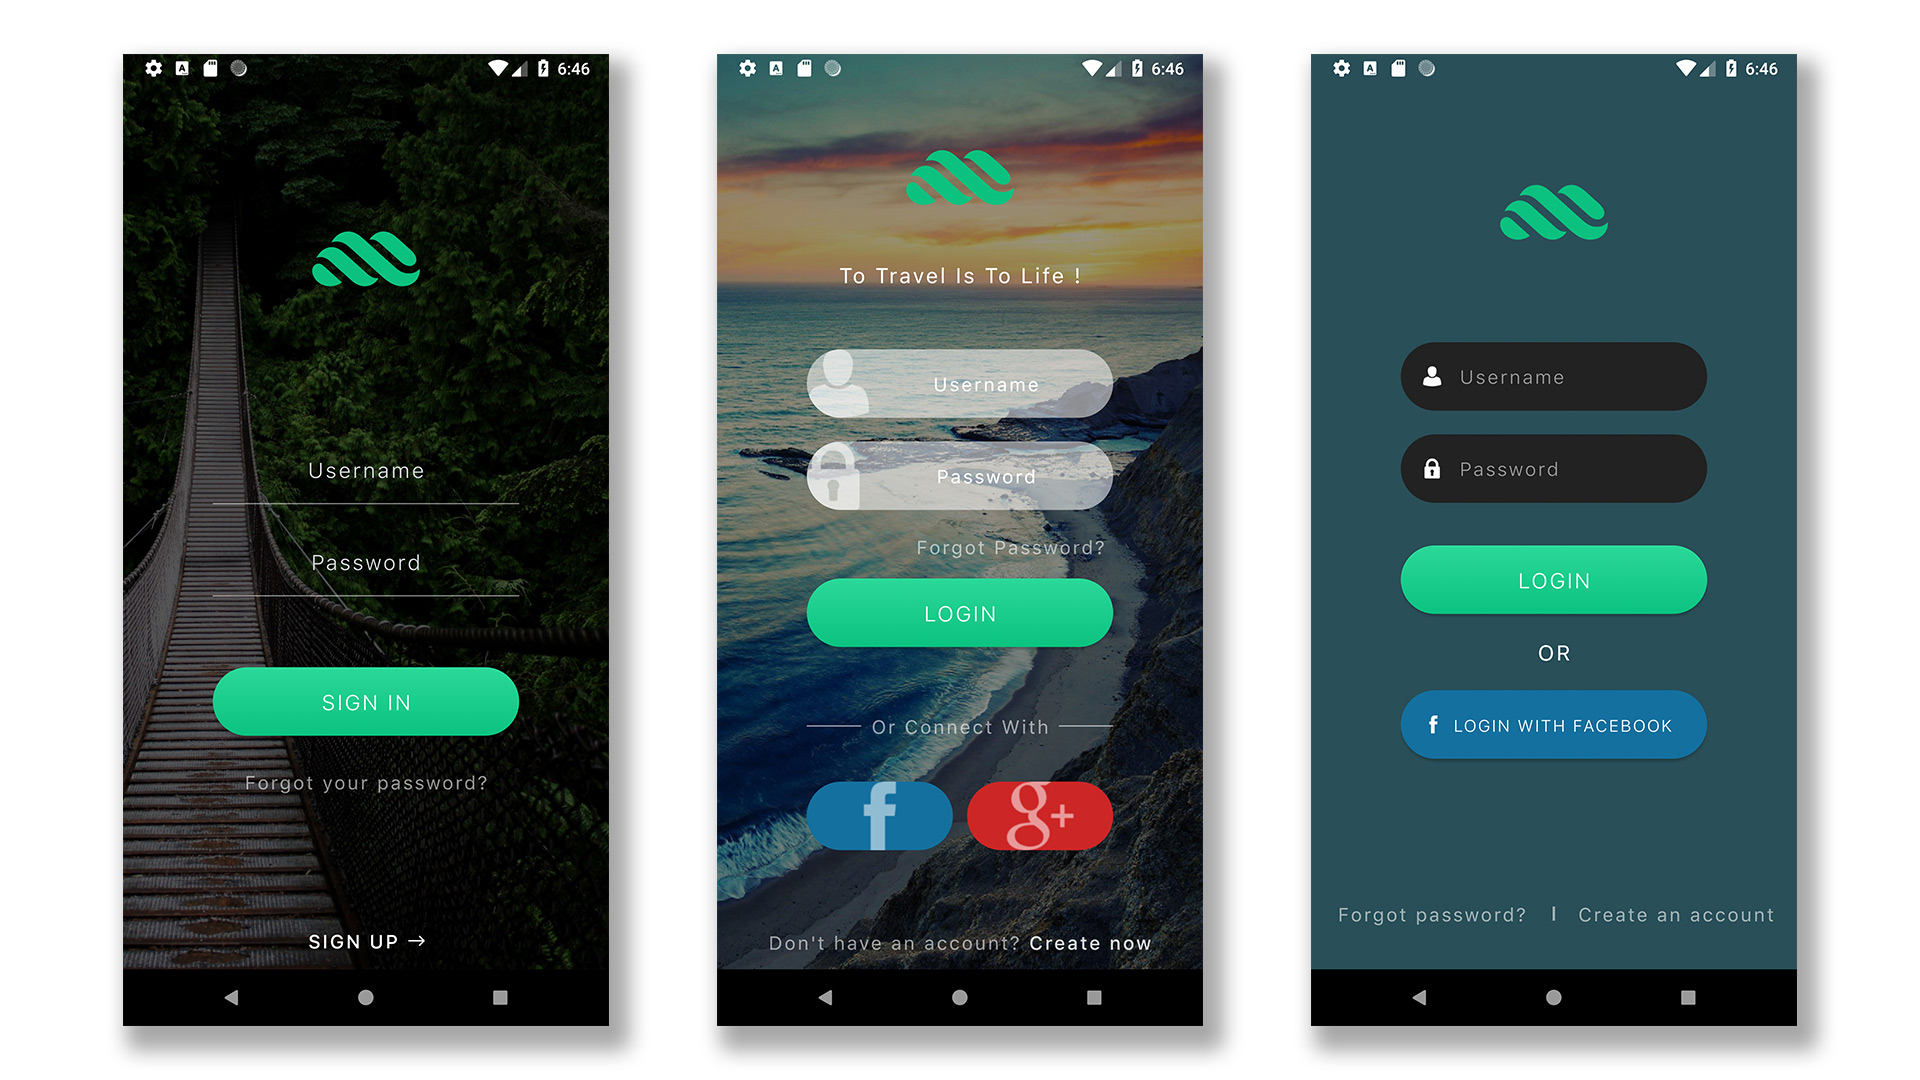 6:46
Username
Password
SIGN IN
Forgot your password?
SIGN UP →
6:46
To Travel Is To Life !
Username
Password
Forgot Password?
LOGIN
Or Connect With
f g+
Don't have an account? Create now
6:46
Username
Password
LOGIN
OR
f LOGIN WITH FACEBOOK
Forgot password? | Create an account